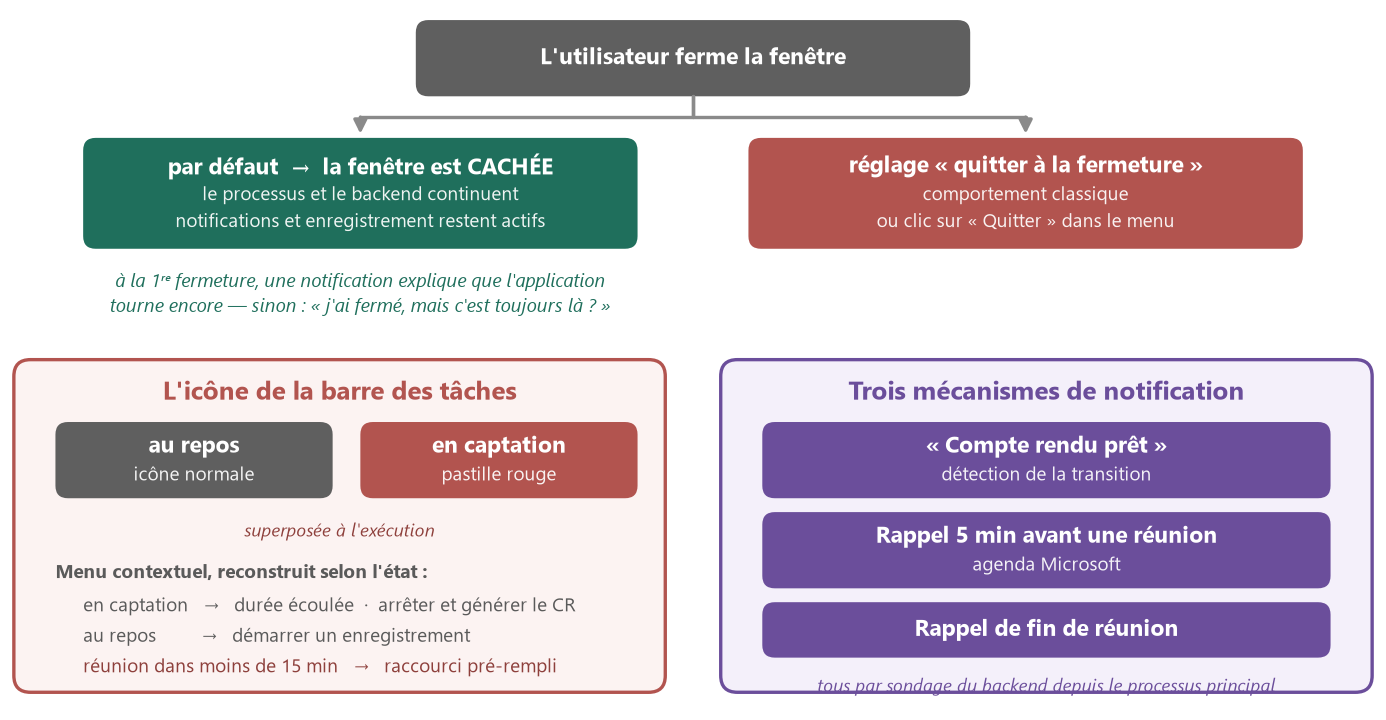 L'utilisateur ferme la fenêtre
par défaut → la fenêtre est CACHÉE
le processus et le backend continuent
notifications et enregistrement restent actifs
réglage « quitter à la fermeture »
comportement classique
ou clic sur « Quitter » dans le menu
à la 1ʳᵉ fermeture, une notification explique que l'application
tourne encore — sinon : « j'ai fermé, mais c'est toujours là ? »
L'icône de la barre des tâches
au repos
icône normale
en captation
pastille rouge
superposée à l'exécution
Menu contextuel, reconstruit selon l'état :
en captation → durée écoulée · arrêter et générer le CR
au repos → démarrer un enregistrement
réunion dans moins de 15 min → raccourci pré-rempli
Trois mécanismes de notification
« Compte rendu prêt »
détection de la transition
Rappel 5 min avant une réunion
agenda Microsoft
Rappel de fin de réunion
tous par sondage du backend depuis le processus principal